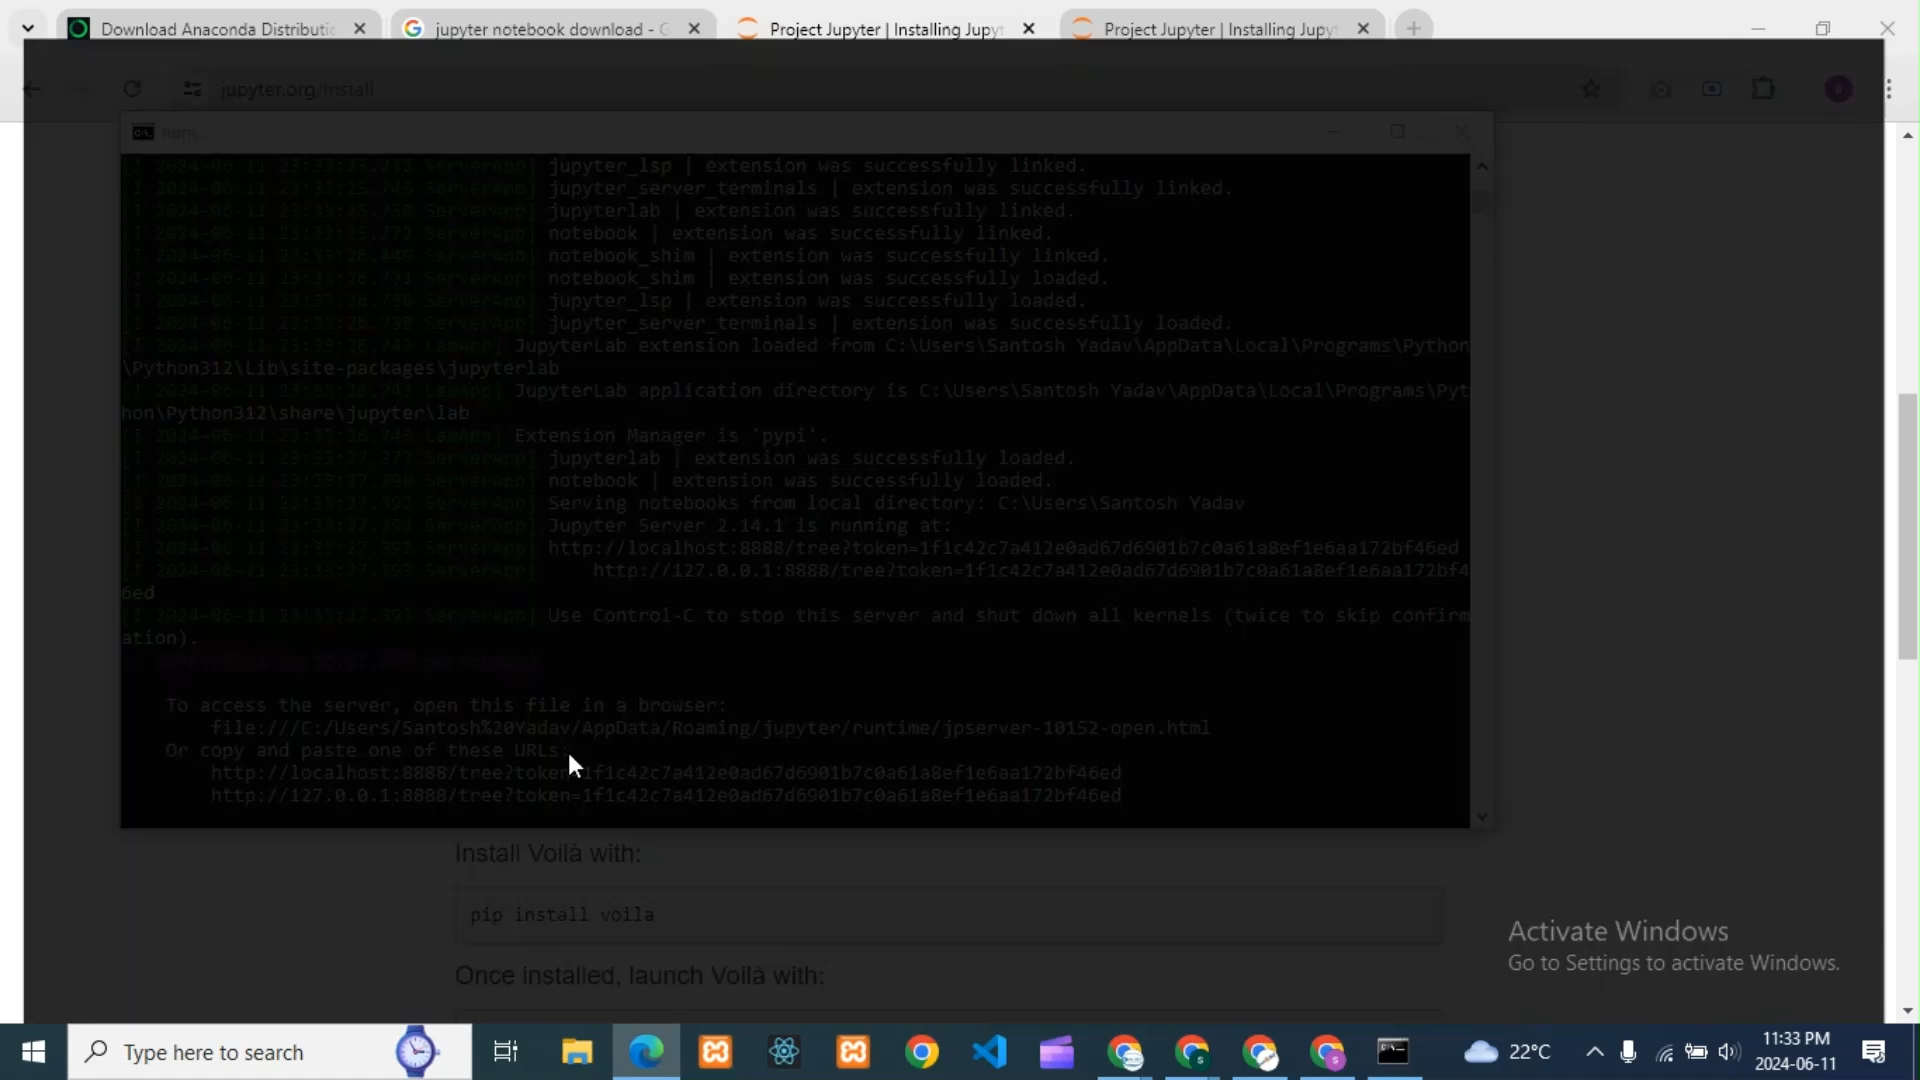 Download Anaconda Distributi
jupyter notebook download - G
Project Jupyter | Installing Jupyt
Project Jupyter | Installing Jupyt
jupyter.org/install
jupyter_lsp | extension was successfully linked.
jupyter_server_terminals | extension was successfully linked.
jupyterlab | extension was successfully linked.
notebook | extension was successfully linked.
notebook_shim | extension was successfully linked.
notebook_shim | extension was successfully loaded.
jupyter_lsp | extension was successfully loaded.
jupyter_server_terminals | extension was successfully loaded.
JupyterLab extension loaded from C:\Users\Santosh Yadav\AppData\Local\Programs\Python
\Python312\Lib\site-packages\jupyterlab
JupyterLab application directory is C:\Users\Santosh Yadav\AppData\Local\Programs\Pyt
hon\Python312\share\jupyter\lab
Extension Manager is 'pypi'.
jupyterlab | extension was successfully loaded.
notebook | extension was successfully loaded.
Serving notebooks from local directory: C:\Users\Santosh Yadav
Jupyter Server 2.14.1 is running at:
http://localhost:8888/tree?token=1f1c42c7a412e0ad67d6901b7c0a61a8ef1e6aa172bf46ed
http://127.0.0.1:8888/tree?token=1f1c42c7a412e0ad67d6901b7c0a61a8ef1e6aa172bf4
6ed
Use Control-C to stop this server and shut down all kernels (twice to skip confirm
ation).
To access the server, open this file in a browser:
file:///C:/Users/Santosh%20Yadav/AppData/Roaming/jupyter/runtime/jpserver-10152-open.html
Or copy and paste one of these URLs:
http://localhost:8888/tree?token=1f1c42c7a412e0ad67d6901b7c0a61a8ef1e6aa172bf46ed
http://127.0.0.1:8888/tree?token=1f1c42c7a412e0ad67d6901b7c0a61a8ef1e6aa172bf46ed
Install Voilà with:
pip install voila
Once installed, launch Voilà with:
Activate Windows
Go to Settings to activate Windows.
Type here to search
22°C
11:33 PM
2024-06-11